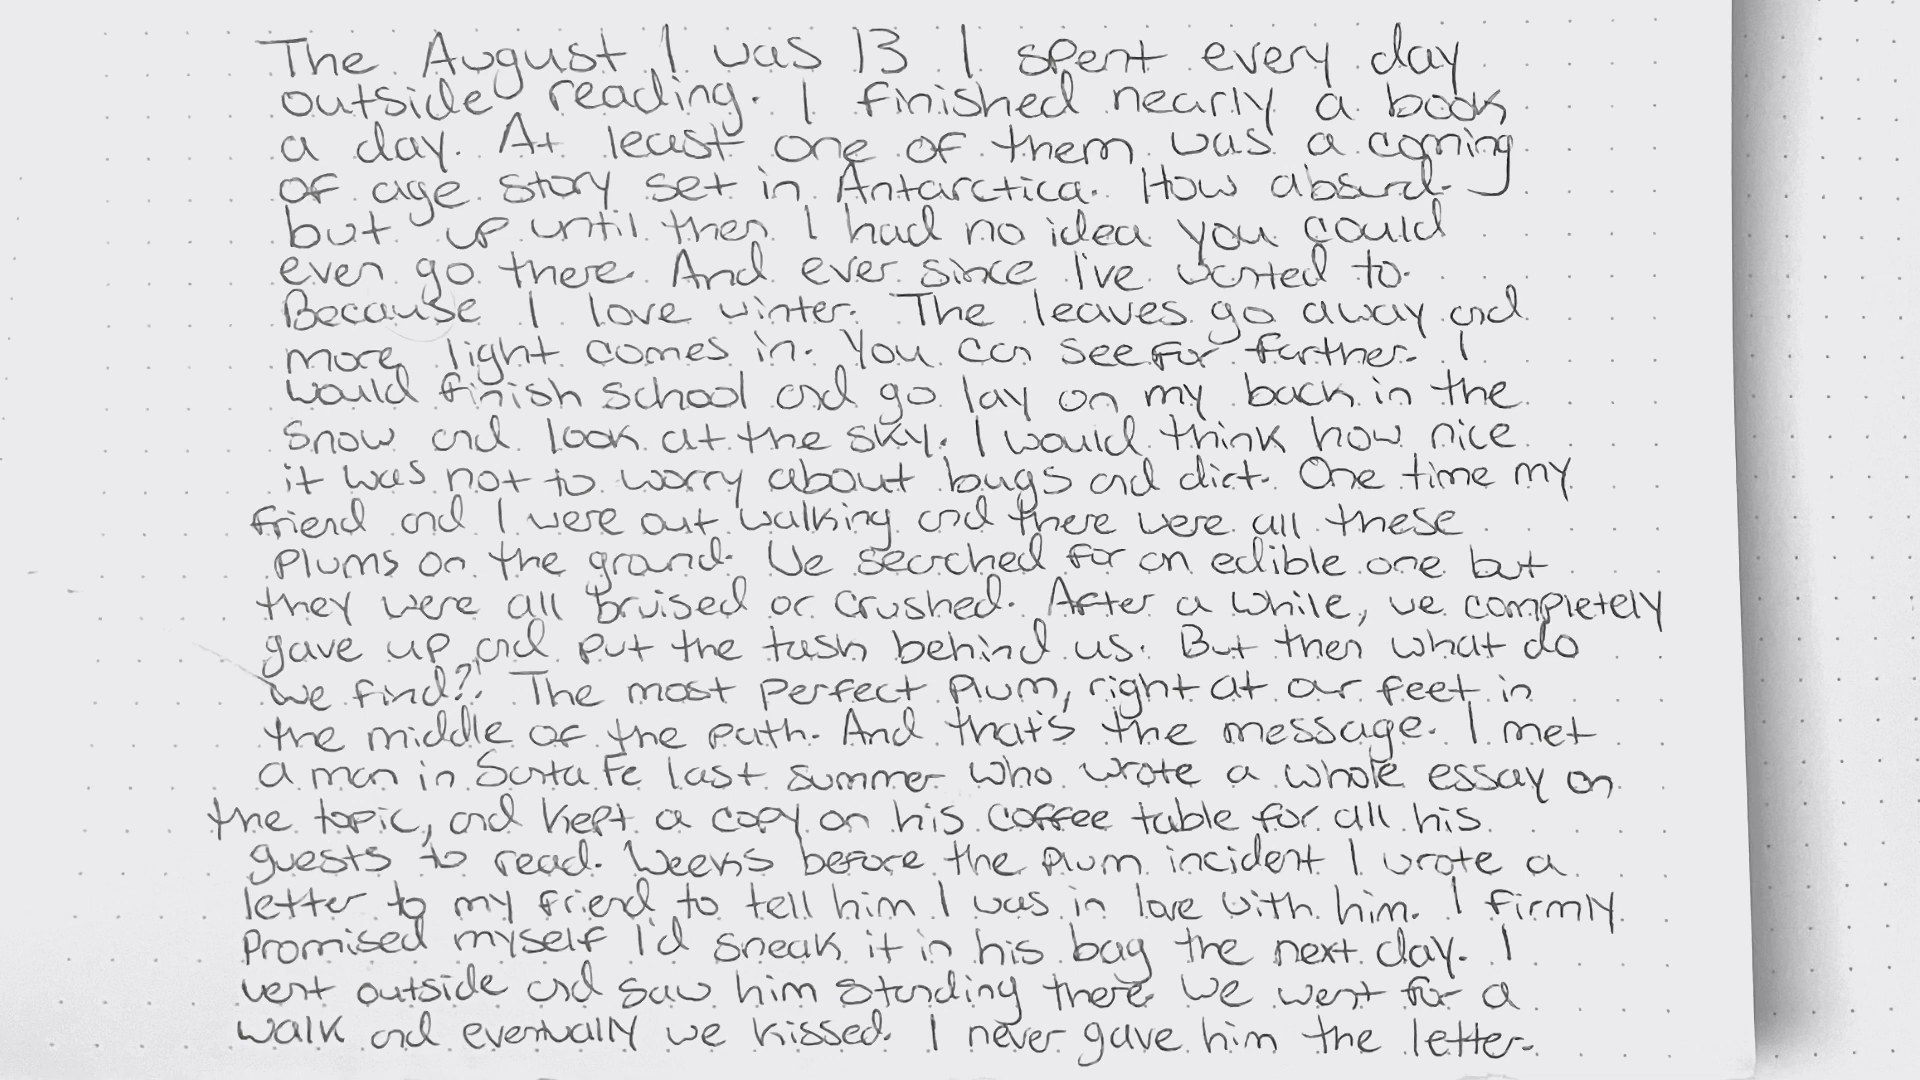 The August I was 13 I spent every day
outside reading. I finished nearly a book
a day. At least one of them was a coming
of age story set in Antarctica. How absurd.
but up until then I had no idea you could
even go there. And ever since I've wanted to.
Because I love winter. The leaves go away and
more light comes in. You can see far further. I
would finish school and go lay on my back in the
snow and look at the sky. I would think how nice
it was not to worry about bugs and dirt. One time my
friend and I were out walking and there were all these
plums on the ground. We searched for an edible one but
they were all bruised or crushed. After a while, we completely
gave up and put the task behind us. But then what do
we find?! The most perfect plum, right at our feet in
the middle of the path. And that's the message. I met
a man in Santa Fe last summer who wrote a whole essay on
the topic, and kept a copy on his coffee table for all his
guests to read. Weeks before the plum incident I wrote a
letter to my friend to tell him I was in love with him. I firmly
promised myself I'd sneak it in his bag the next day. I
went outside and saw him standing there. We went for a
walk and eventually we kissed. I never gave him the letter.